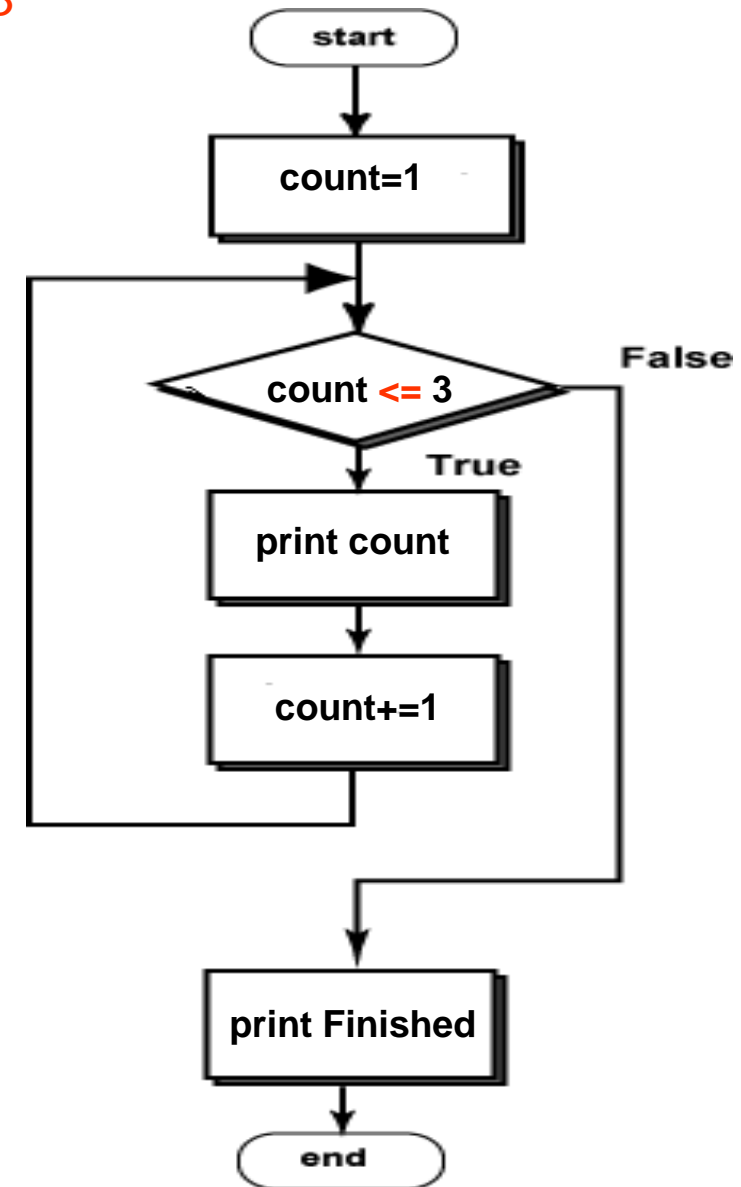 start
count=1
count <= 3
False
True
print count
count+=1
print Finished
end